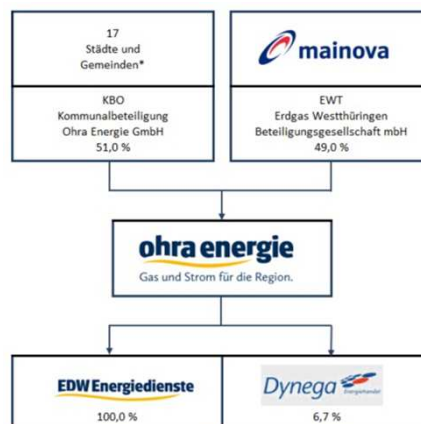 17
Städte und
Gemeinden*
mainova
KBO
Kommunalbeteiligung
Ohra Energie GmbH
51,0 %
EWT
Erdgas Westthüringen
Beteiligungsgesellschaft mbH
49,0 %
ohra energie
Gas und Strom für die Region.
EDW Energiedienste
100,0 %
Dynega
Energiehandel
6,7 %